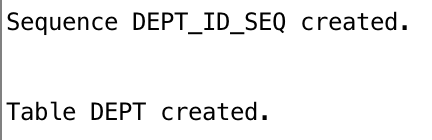 Sequence DEPT_ID_SEQ created.
Table DEPT created.